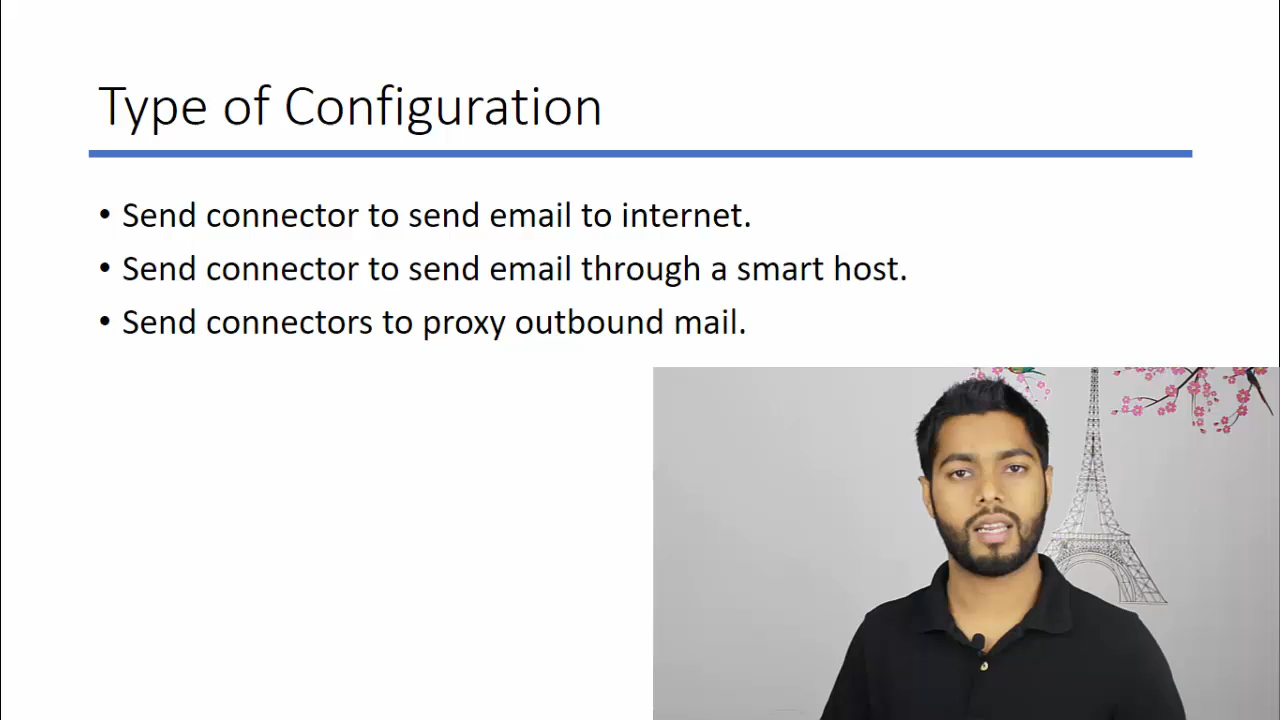 Type of Configuration
• Send connector to send email to internet.
• Send connector to send email through a smart host.
• Send connectors to proxy outbound mail.